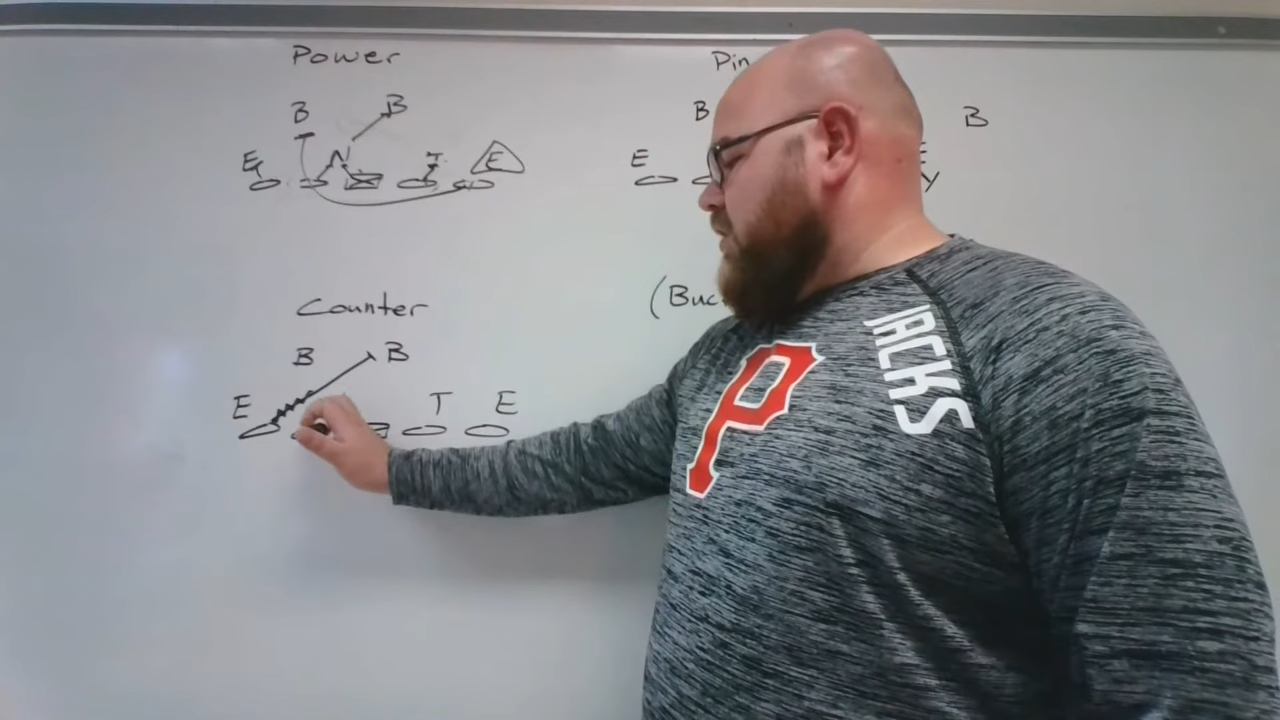 Power
B B
E N T E
Pin
B B
E E
Y
Counter
B B
E T E
(Buc
JACKS
P